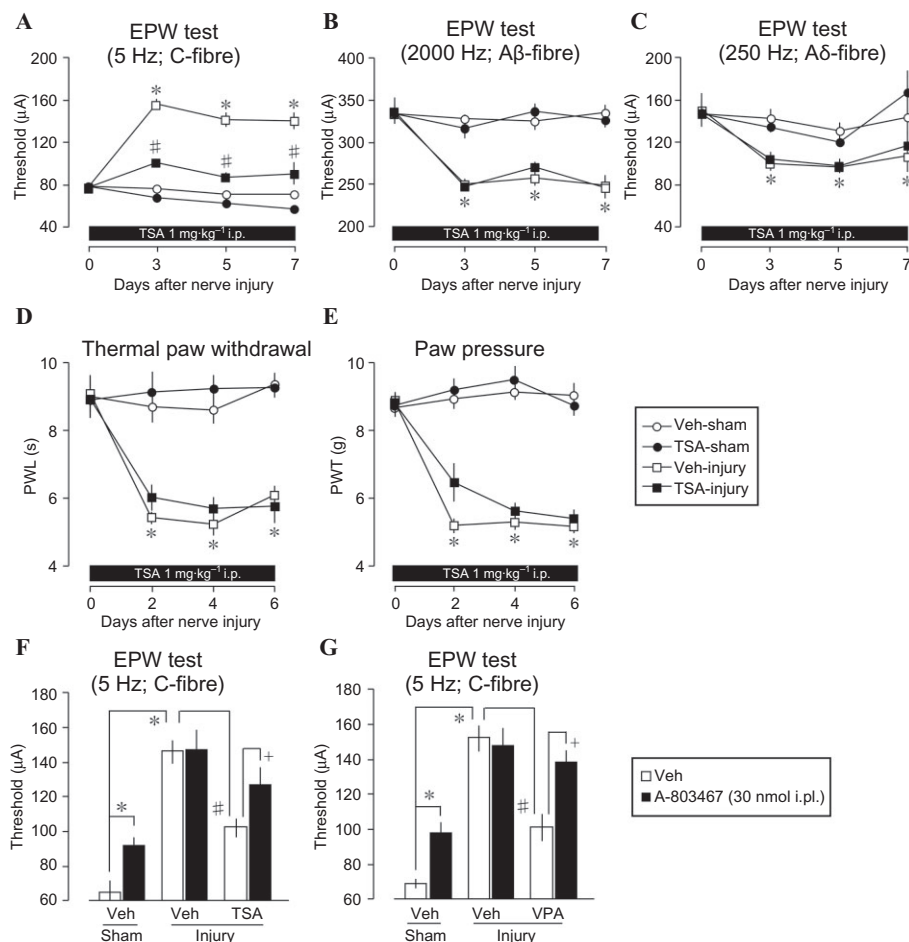 A
EPW test
(5 Hz; C-fibre)
Threshold (μA)
200
160
120
80
40
*
*
*
#
#
#
TSA 1 mg·kg⁻¹ i.p.
0 3 5 7
Days after nerve injury
B
EPW test
(2000 Hz; Aβ-fibre)
Threshold (μA)
400
350
300
250
200
*
*
*
TSA 1 mg·kg⁻¹ i.p.
0 3 5 7
Days after nerve injury
C
EPW test
(250 Hz; Aδ-fibre)
Threshold (μA)
200
160
120
80
40
*
*
*
TSA 1 mg·kg⁻¹ i.p.
0 3 5 7
Days after nerve injury
D
Thermal paw withdrawal
PWL (s)
10
8
6
4
*
*
*
TSA 1 mg·kg⁻¹ i.p.
0 2 4 6
Days after nerve injury
E
Paw pressure
PWT (g)
10
8
6
4
*
*
*
TSA 1 mg·kg⁻¹ i.p.
0 2 4 6
Days after nerve injury
Veh-sham
TSA-sham
Veh-injury
TSA-injury
F
EPW test
(5 Hz; C-fibre)
Threshold (μA)
180
160
140
120
100
80
60
*
*
#
+
Veh Veh TSA
Sham Injury
G
EPW test
(5 Hz; C-fibre)
Threshold (μA)
180
160
140
120
100
80
60
*
*
#
+
Veh Veh VPA
Sham Injury
Veh
A-803467 (30 nmol i.pl.)